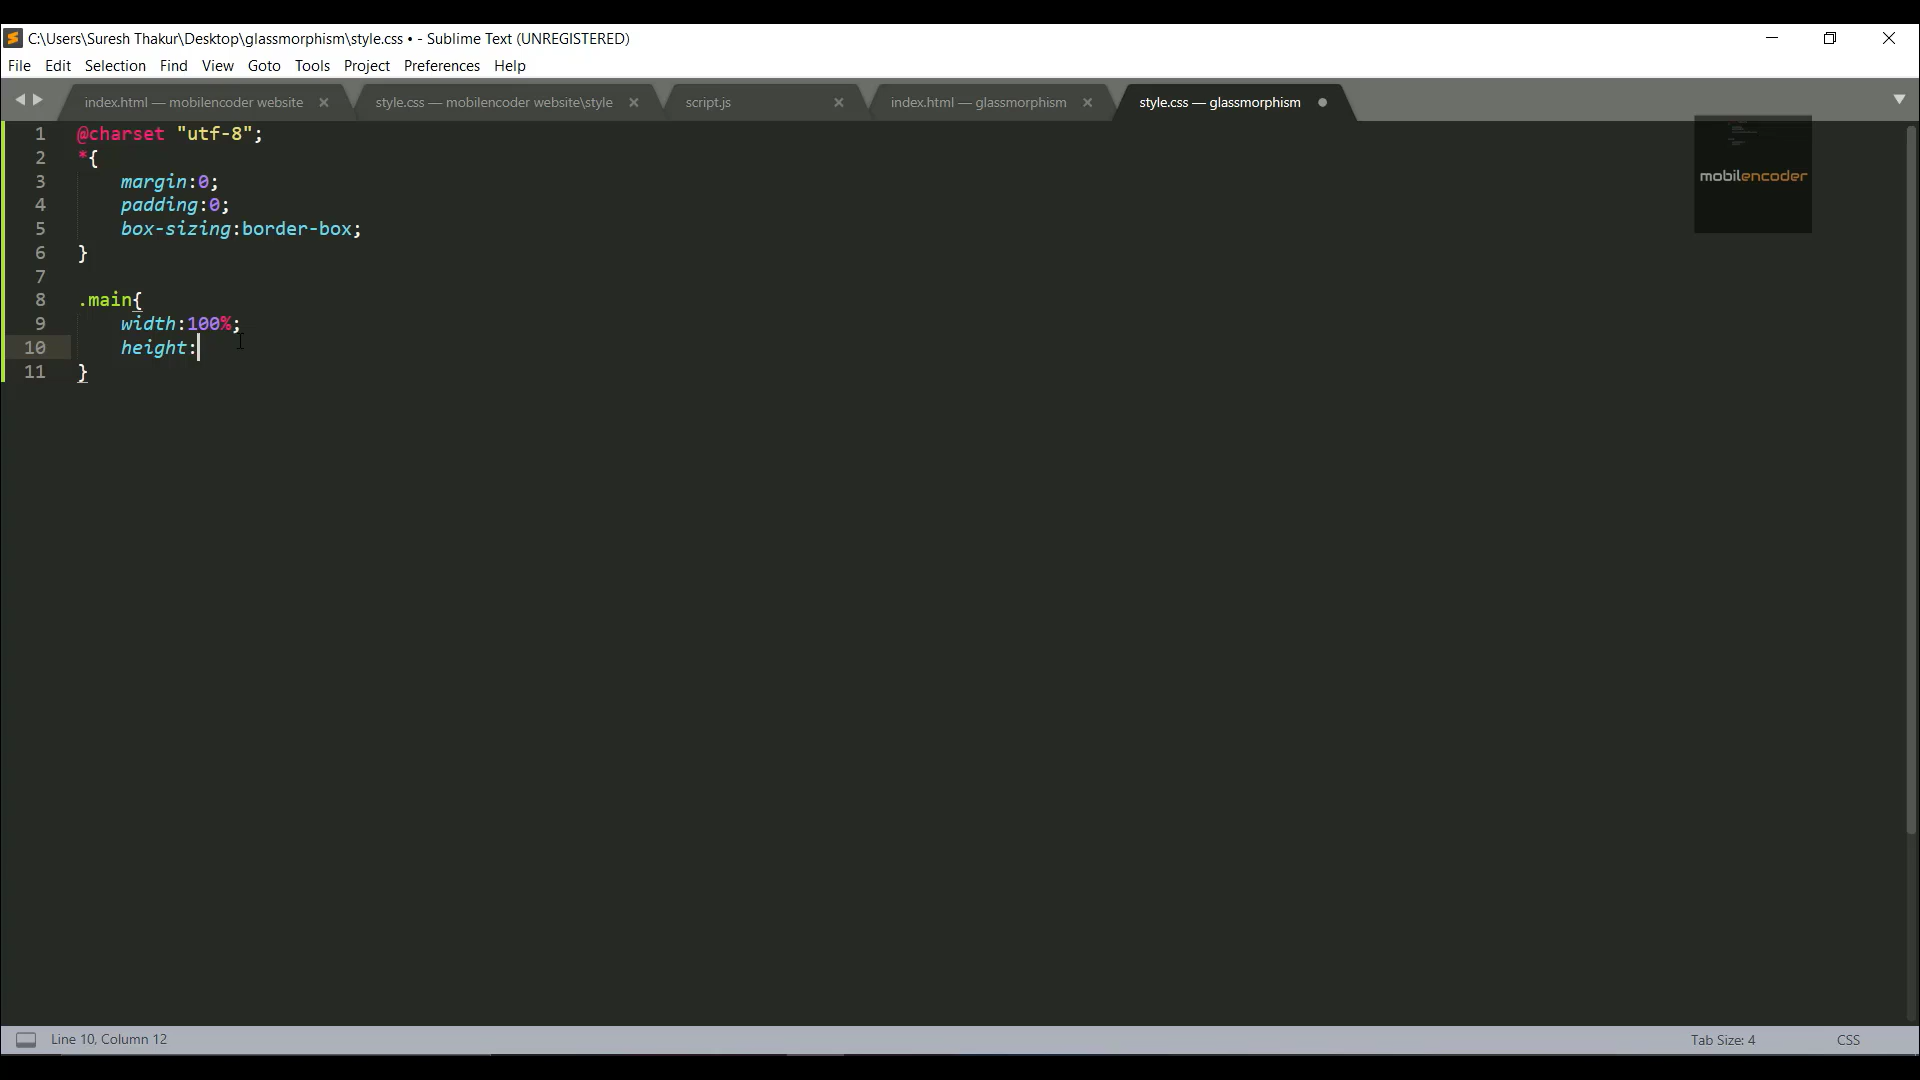 C:\Users\Suresh Thakur\Desktop\glassmorphism\style.css • - Sublime Text (UNREGISTERED)
File Edit Selection Find View Goto Tools Project Preferences Help
index.html — mobilencoder website
style.css — mobilencoder website\style
script.js
index.html — glassmorphism
style.css — glassmorphism
1 @charset "utf-8";
2 *{
3 margin:0;
4 padding:0;
5 box-sizing:border-box;
6 }
7
8 .main{
9 width:100%;
10 height:
11 }
mobilencoder
Line 10, Column 12
Tab Size: 4
CSS